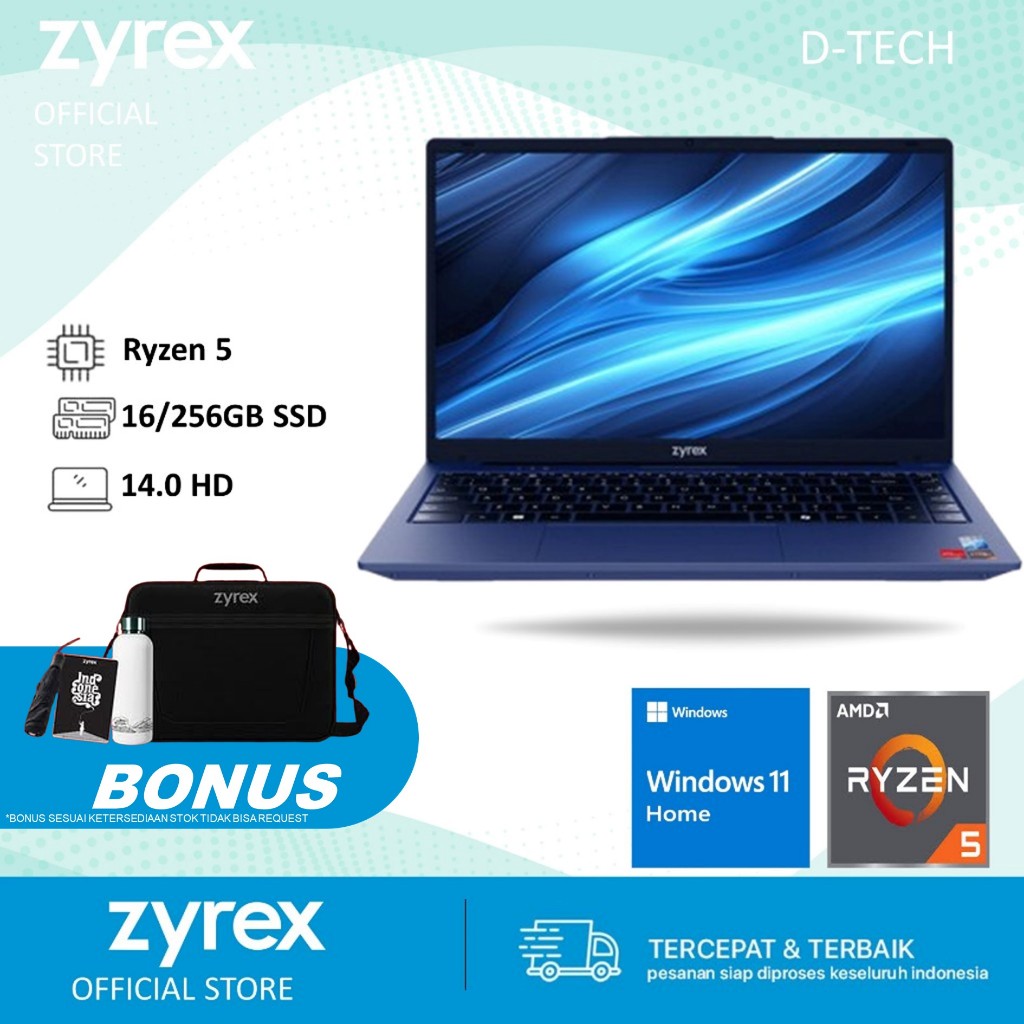 zyrex
OFFICIAL
STORE
D-TECH
zyrex
Ryzen 5
16/256GB SSD
14.0 HD
zyrex
zyrex
Indonesia
BONUS
*BONUS SESUAI KETERSEDIAAN STOK TIDAK BISA REQUEST
Windows
Windows 11
Home
AMD
RYZEN
5
zyrex
OFFICIAL STORE
TERCEPAT & TERBAIK
pesanan siap diproses keseluruh indonesia